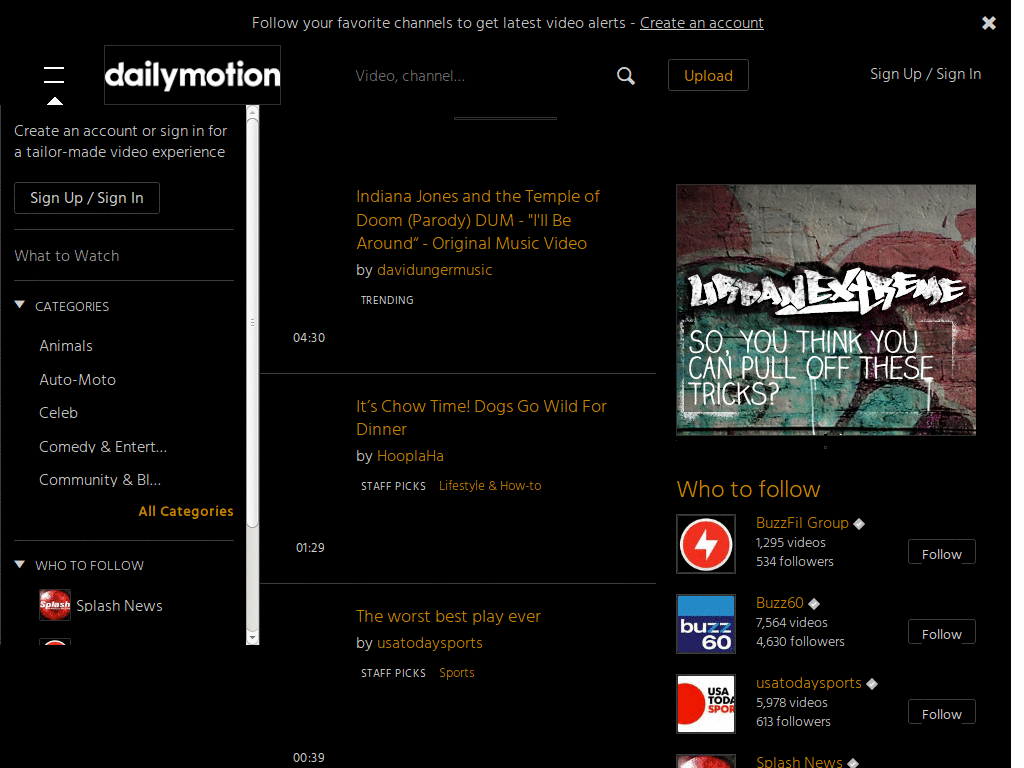 Follow your favorite channels to get latest video alerts - Create an account
dailymotion
Video, channel...
Upload
Sign Up / Sign In
Create an account or sign in for
a tailor-made video experience
Sign Up / Sign In
What to Watch
CATEGORIES
Animals
Auto-Moto
Celeb
Comedy & Entert...
Community & Bl...
All Categories
WHO TO FOLLOW
Splash
Splash News
Indiana Jones and the Temple of
Doom (Parody) DUM - "I'll Be
Around“ - Original Music Video
by davidungermusic
TRENDING
04:30
It’s Chow Time! Dogs Go Wild For
Dinner
by HooplaHa
STAFF PICKS Lifestyle & How-to
01:29
The worst best play ever
by usatodaysports
STAFF PICKS Sports
00:39
URBANEXTREME
SO, YOU THINK YOU
CAN PULL OFF THESE
TRICKS?
Who to follow
BuzzFil Group
1,295 videos
534 followers
Follow
buzz
60
Buzz60
7,564 videos
4,630 followers
Follow
USA
TODA
SPOR
usatodaysports
5,978 videos
613 followers
Follow
Splash News